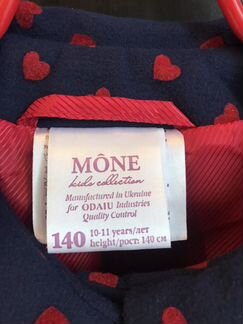 MÔNE
kids collection
Manufactured in Ukraine
for ODAIU Industries
Quality Control
140 10-11 years/лет
height/рост: 140 см